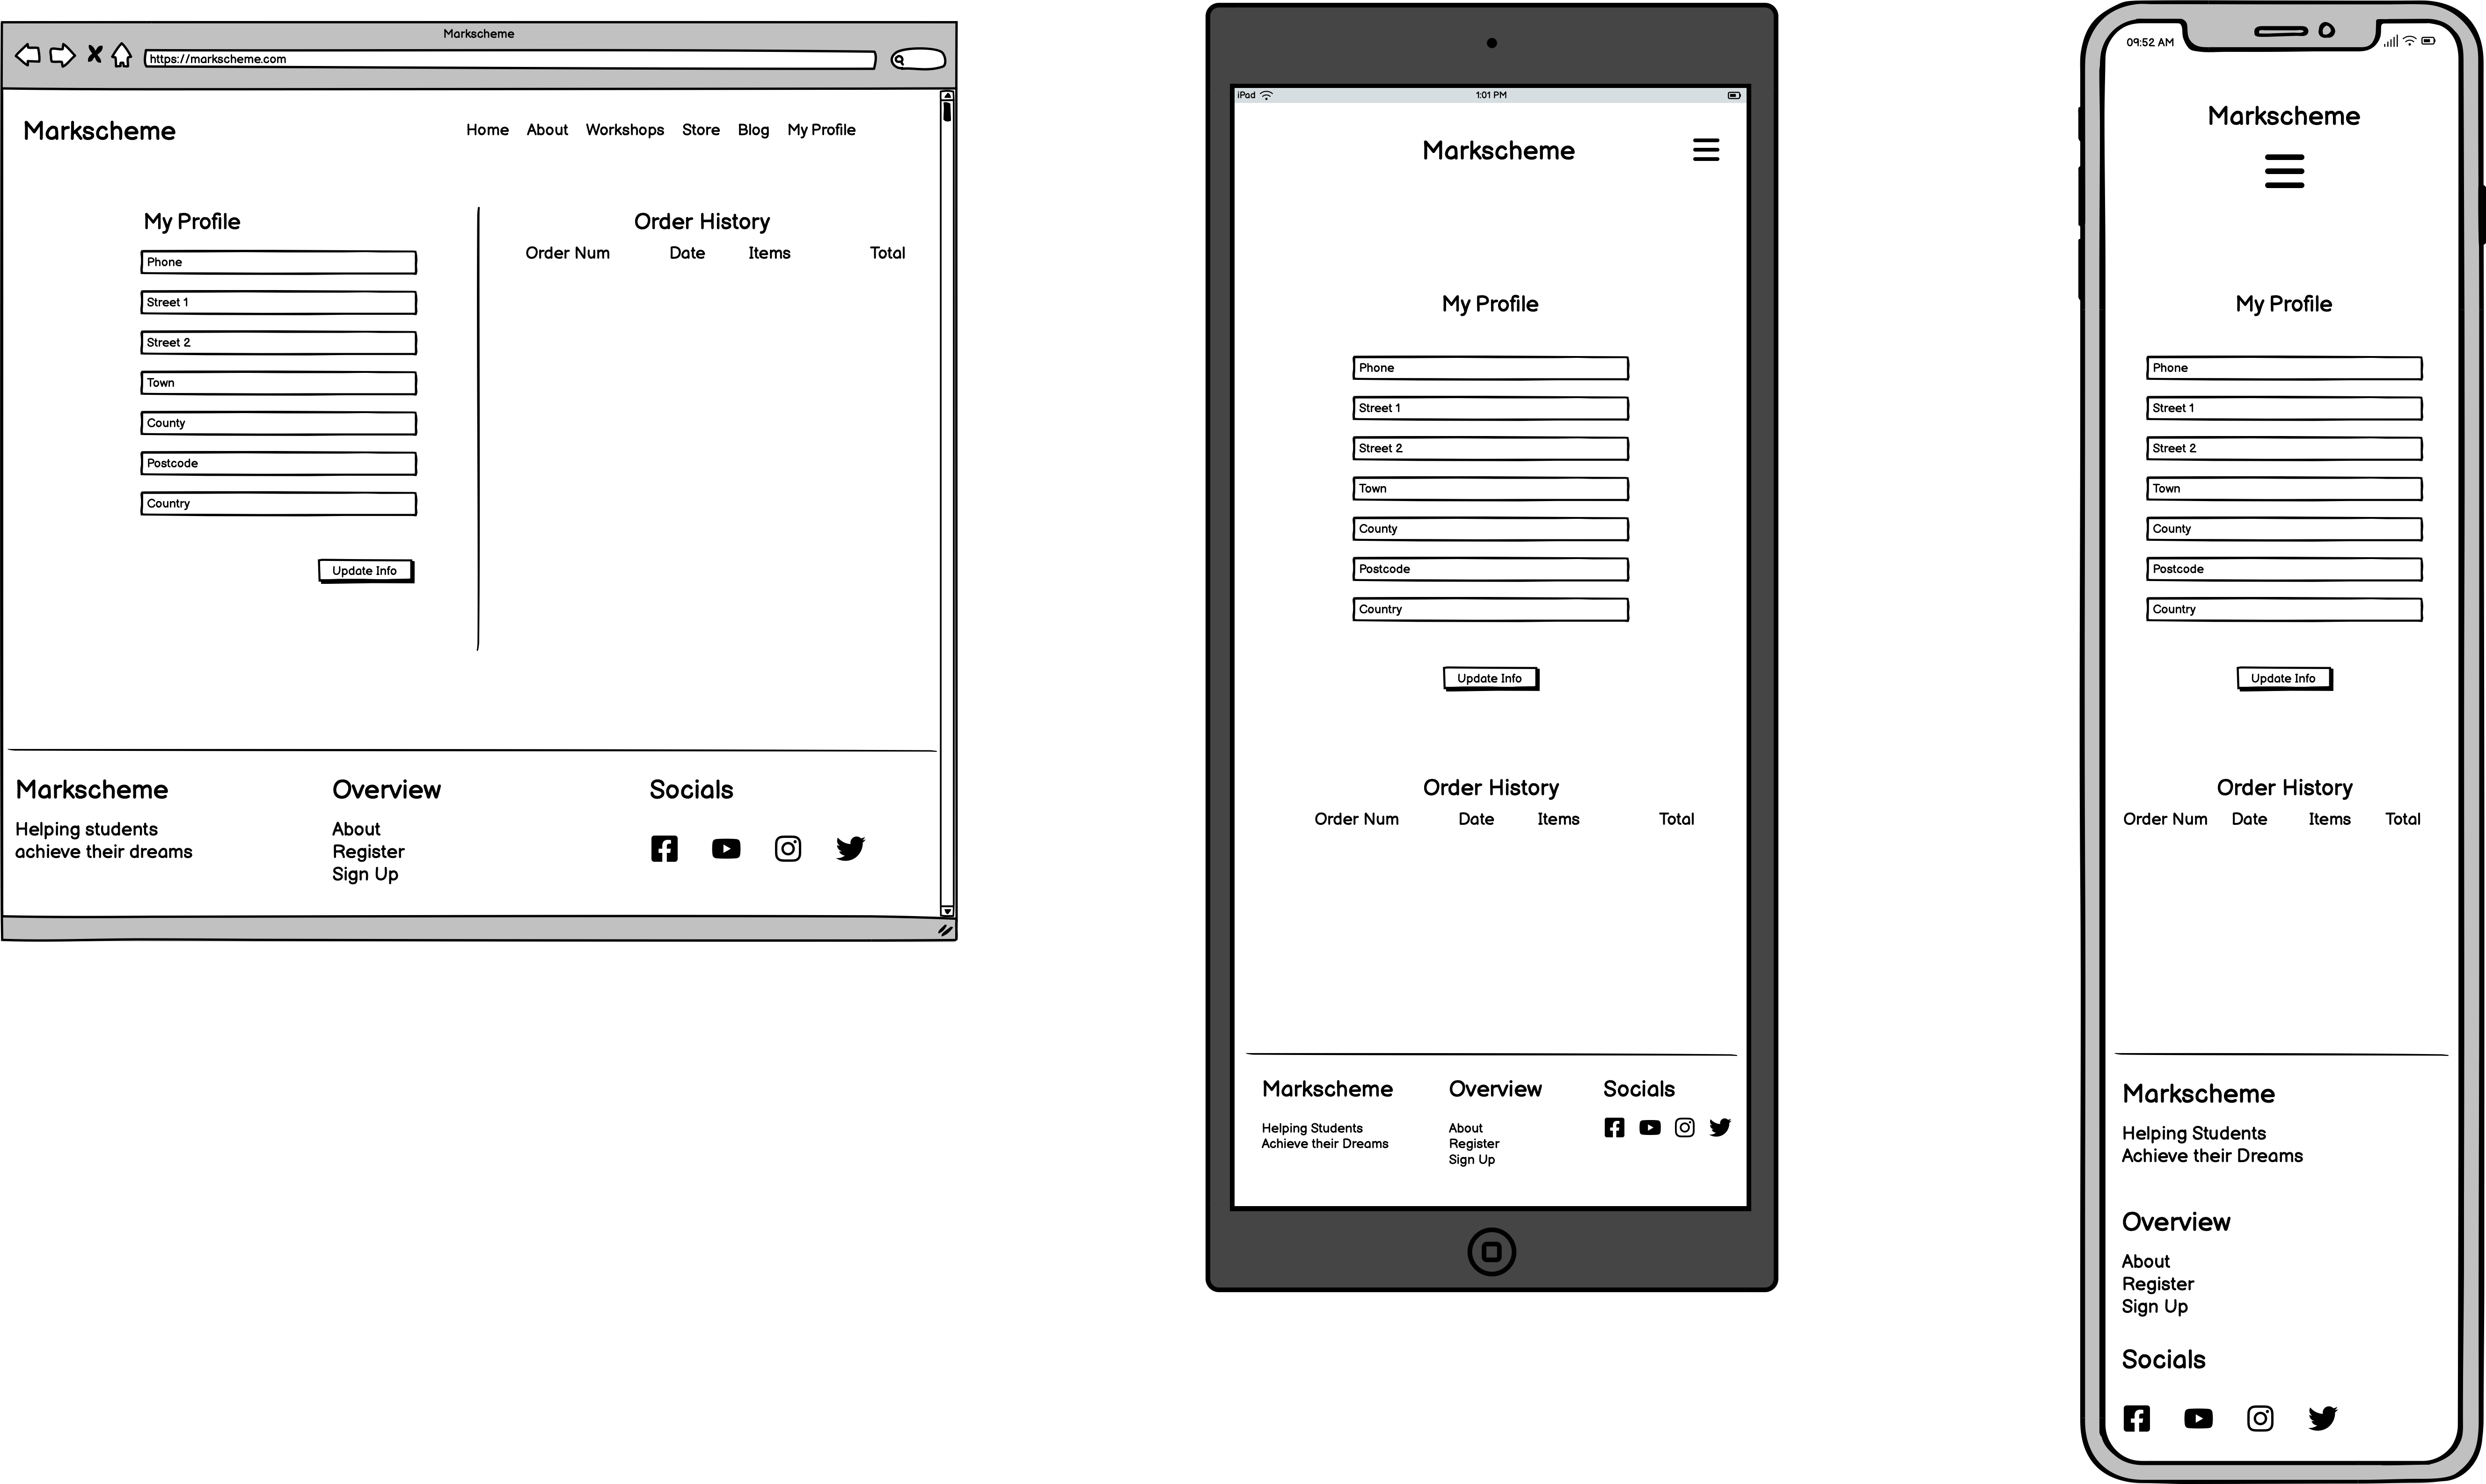 Markscheme
https://markscheme.com
Markscheme
Home About Workshops Store Blog My Profile
My Profile
Phone
Street 1
Street 2
Town
County
Postcode
Country
Update Info
Order History
Order Num Date Items Total
Markscheme
Helping students
achieve their dreams
Overview
About
Register
Sign Up
Socials
iPad 1:01 PM
Markscheme
My Profile
Phone
Street 1
Street 2
Town
County
Postcode
Country
Update Info
Order History
Order Num Date Items Total
Markscheme
Helping Students
Achieve their Dreams
Overview
About
Register
Sign Up
Socials
09:52 AM
Markscheme
My Profile
Phone
Street 1
Street 2
Town
County
Postcode
Country
Update Info
Order History
Order Num Date Items Total
Markscheme
Helping Students
Achieve their Dreams
Overview
About
Register
Sign Up
Socials